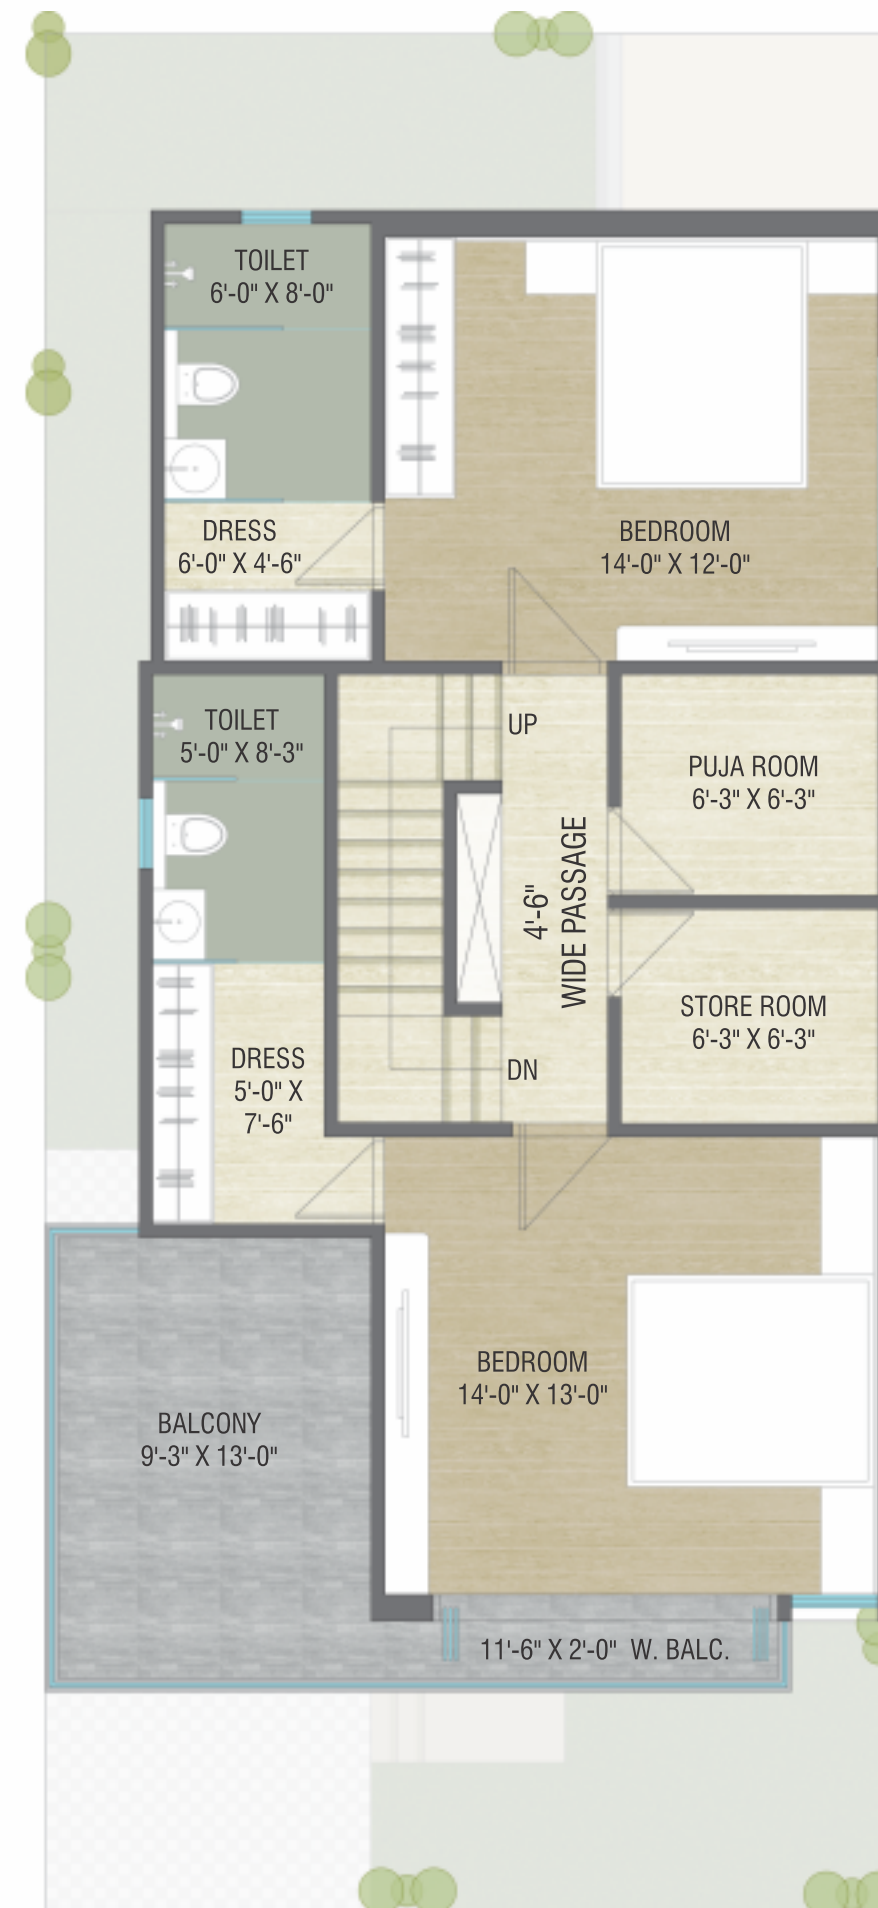 TOILET
6'-0" X 8'-0"
DRESS
6'-0" X 4'-6"
BEDROOM
14'-0" X 12'-0"
TOILET
5'-0" X 8'-3"
UP
PUJA ROOM
6'-3" X 6'-3"
4'-6"
WIDE PASSAGE
STORE ROOM
6'-3" X 6'-3"
DRESS
5'-0" X
7'-6"
DN
BEDROOM
14'-0" X 13'-0"
BALCONY
9'-3" X 13'-0"
11'-6" X 2'-0" W. BALC.